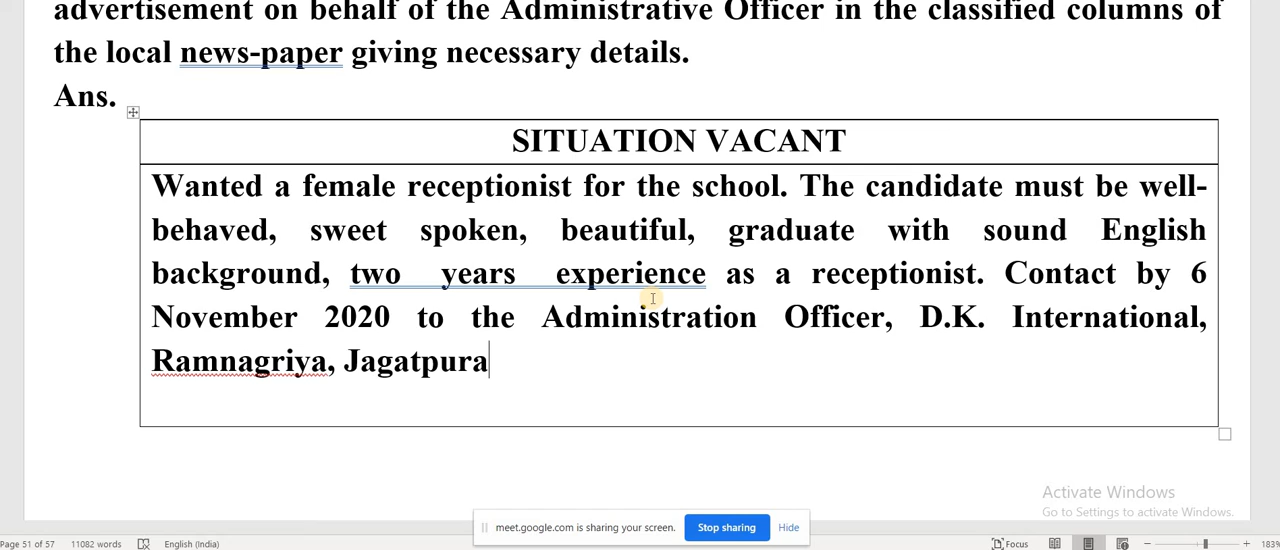 advertisement on behalf of the Administrative Officer in the classified columns of
the local news-paper giving necessary details.
Ans.
SITUATION VACANT
Wanted a female receptionist for the school. The candidate must be well-
behaved, sweet spoken, beautiful, graduate with sound English
background, two years experience as a receptionist. Contact by 6
November 2020 to the Administration Officer, D.K. International,
Ramnagriya, Jagatpura
Activate Windows
Go to Settings to activate Windows.
meet.google.com is sharing your screen. Stop sharing Hide
Page 51 of 57 11082 words English (India) Focus 183%